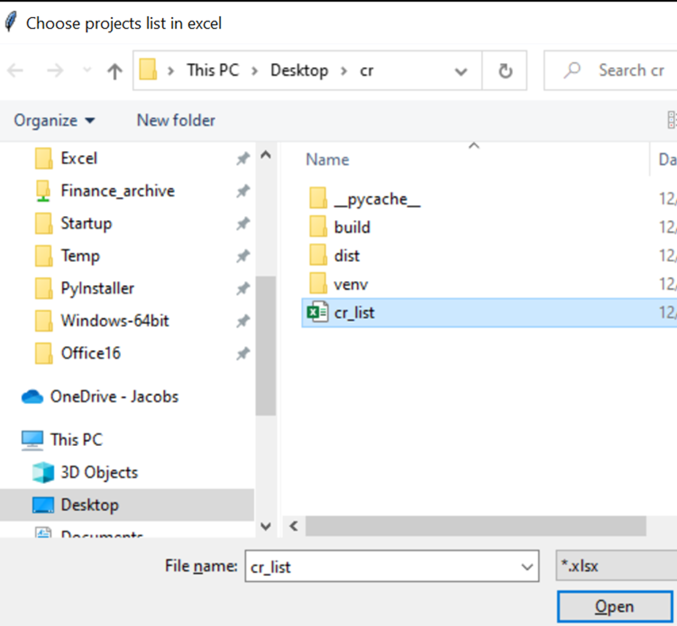 Choose projects list in excel
This PC > Desktop > cr
Search cr
Organize
New folder
Excel
Finance_archive
Startup
Temp
PyInstaller
Windows-64bit
Office16
OneDrive - Jacobs
This PC
3D Objects
Desktop
Documents
Name
Da
__pycache__
12/
build
12/
dist
12/
venv
12/
cr_list
12/
File name:
cr_list
*.xlsx
Open